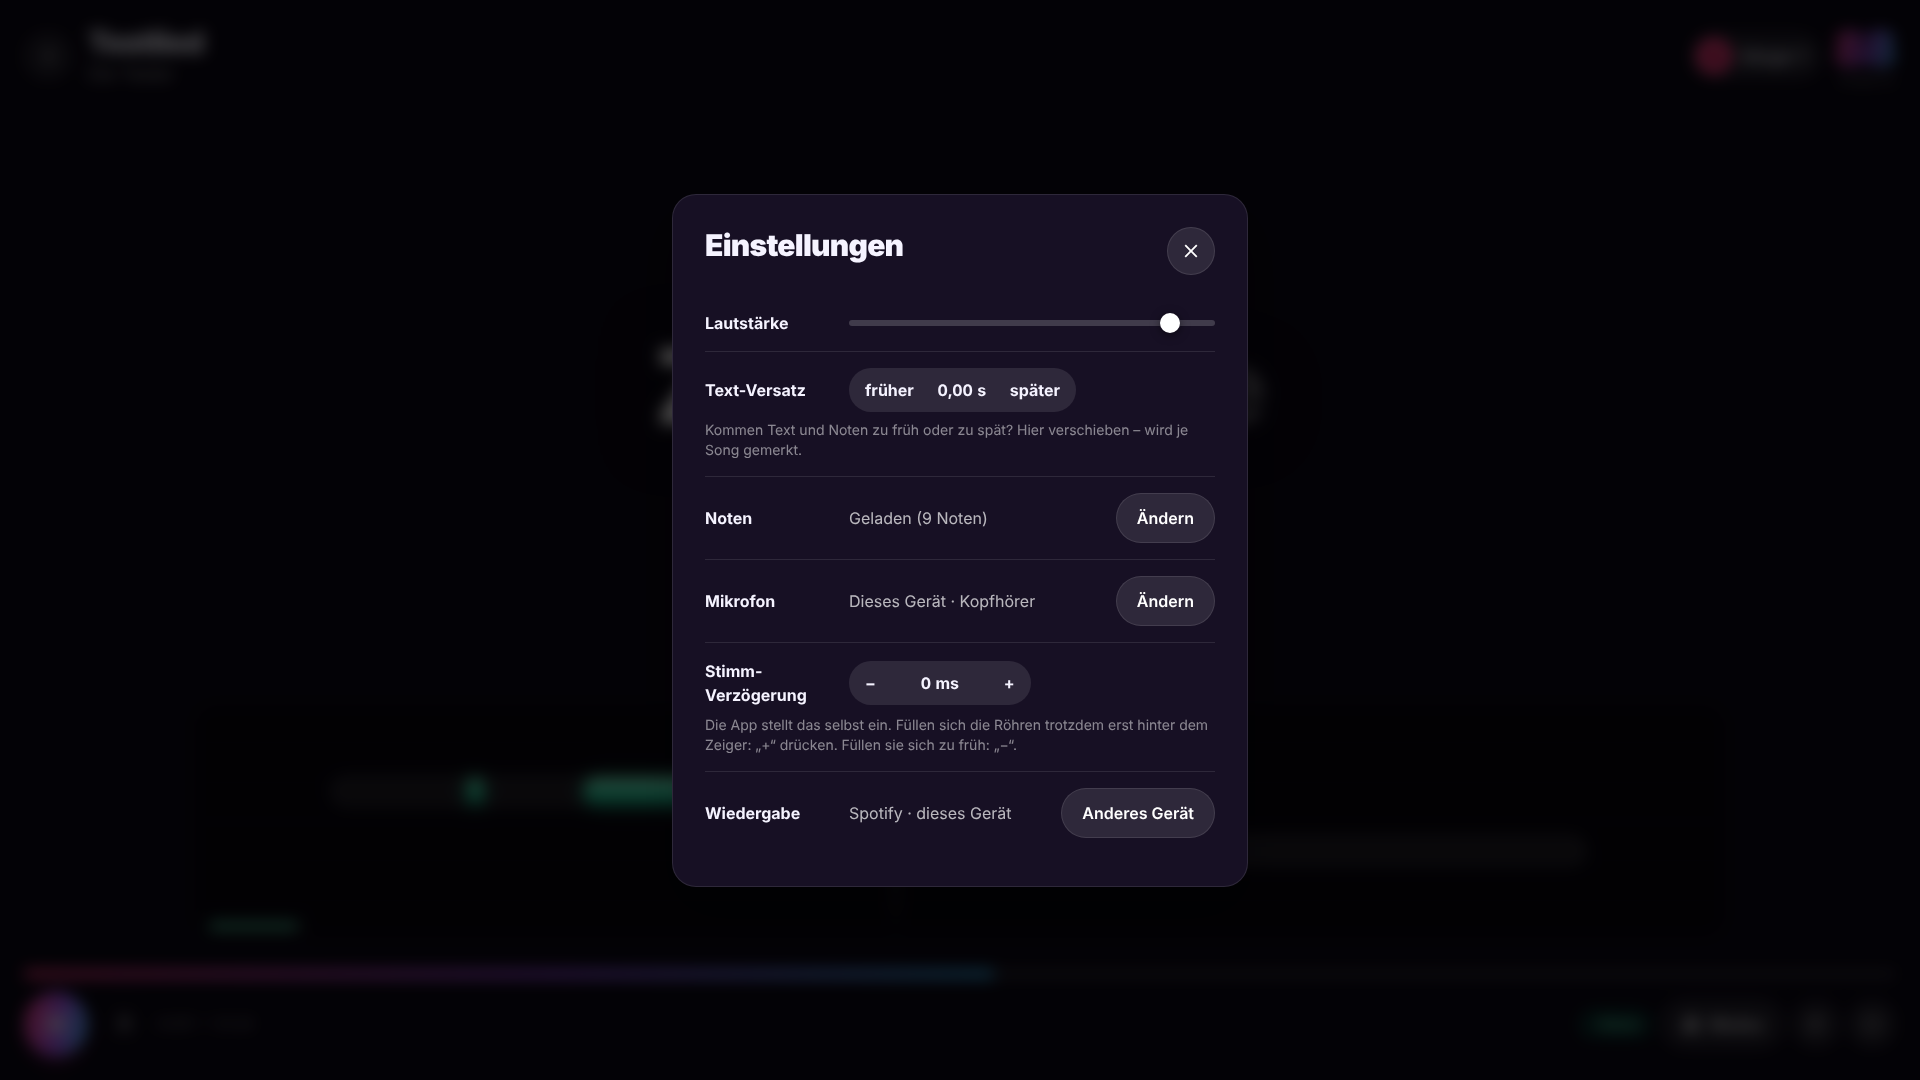 Einstellungen
Lautstärke
Text-Versatz
früher 0,00 s später
Kommen Text und Noten zu früh oder zu spät? Hier verschieben – wird je
Song gemerkt.
Noten Geladen (9 Noten) Ändern
Mikrofon Dieses Gerät · Kopfhörer Ändern
Stimm-
Verzögerung
– 0 ms +
Die App stellt das selbst ein. Füllen sich die Röhren trotzdem erst hinter dem
Zeiger: „+“ drücken. Füllen sie sich zu früh: „−“.
Wiedergabe Spotify · dieses Gerät Anderes Gerät